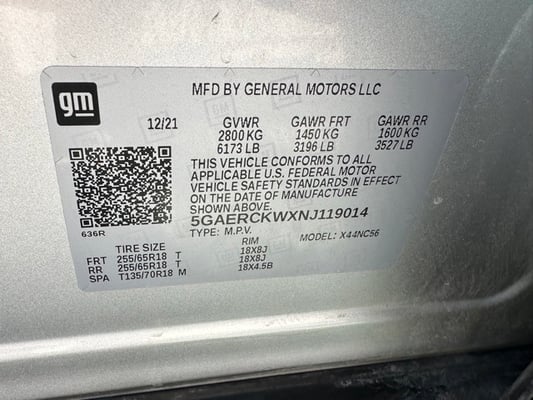 gm
MFD BY GENERAL MOTORS LLC
12/21 GVWR GAWR FRT GAWR RR
2800 KG 1450 KG 1600 KG
6173 LB 3196 LB 3527 LB
THIS VEHICLE CONFORMS TO ALL
APPLICABLE U.S. FEDERAL MOTOR
VEHICLE SAFETY STANDARDS IN EFFECT
ON THE DATE OF MANUFACTURE
SHOWN ABOVE.
5GAERCKWXNJ119014
636R TYPE: M.P.V. MODEL: X44NC56
TIRE SIZE RIM
FRT 255/65R18 T 18X8J
RR 255/65R18 T 18X8J
SPA T135/70R18 M 18X4.5B